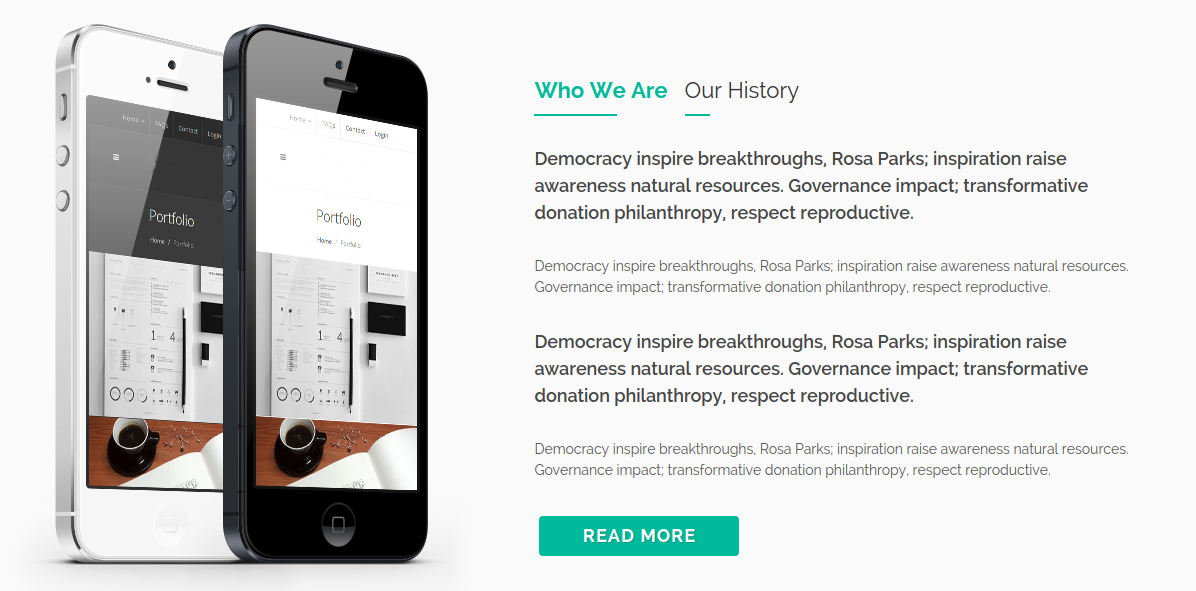 Home FAQs Contact Login
Portfolio
Home / Portfolio
1 4
Home FAQs Contact Login
Portfolio
Home / Portfolio
1 4
Who We Are Our History
Democracy inspire breakthroughs, Rosa Parks; inspiration raise
awareness natural resources. Governance impact; transformative
donation philanthropy, respect reproductive.
Democracy inspire breakthroughs, Rosa Parks; inspiration raise awareness natural resources.
Governance impact; transformative donation philanthropy, respect reproductive.
Democracy inspire breakthroughs, Rosa Parks; inspiration raise
awareness natural resources. Governance impact; transformative
donation philanthropy, respect reproductive.
Democracy inspire breakthroughs, Rosa Parks; inspiration raise awareness natural resources.
Governance impact; transformative donation philanthropy, respect reproductive.
READ MORE